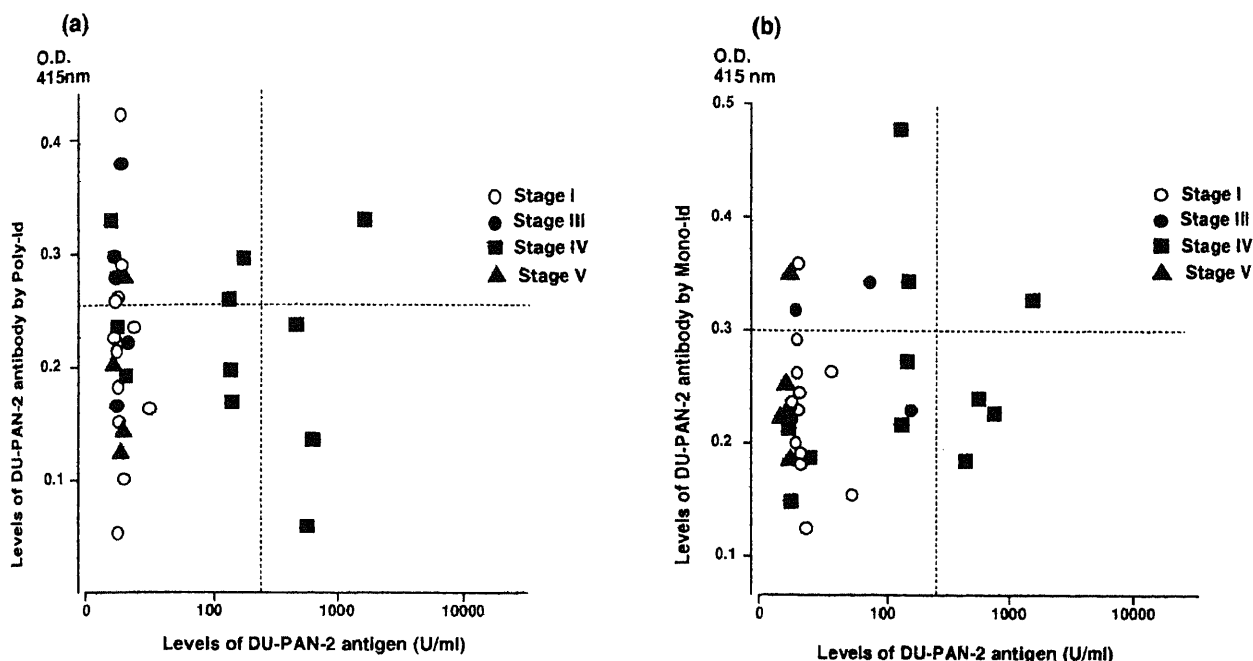 (a)
O.D.
415nm
0.4
0.3
0.2
0.1
0
100
1000
10000
Levels of DU-PAN-2 antibody by Poly-Id
Levels of DU-PAN-2 antigen (U/ml)
Stage I
Stage III
Stage IV
Stage V
(b)
O.D.
415 nm
0.5
0.4
0.3
0.2
0.1
0
100
1000
10000
Levels of DU-PAN-2 antibody by Mono-Id
Levels of DU-PAN-2 antigen (U/ml)
Stage I
Stage III
Stage IV
Stage V